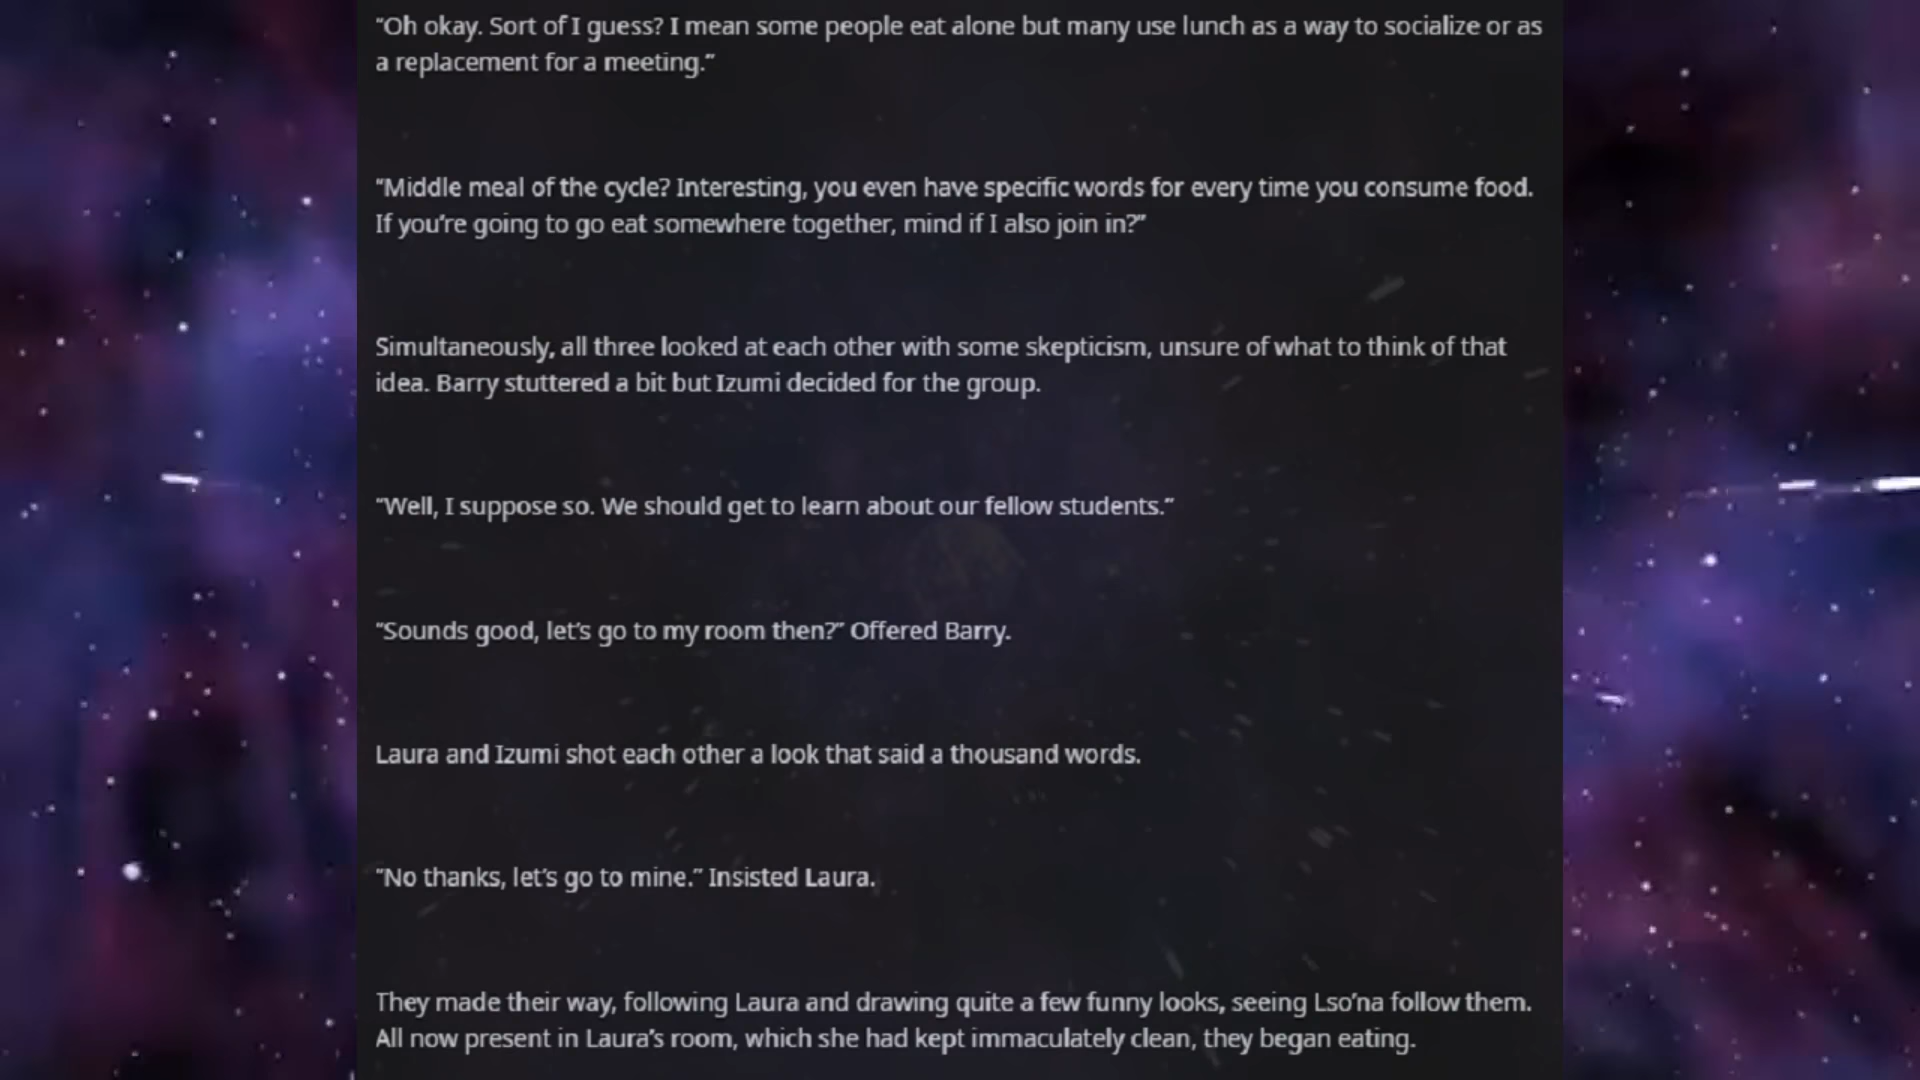 “Oh okay. Sort of I guess? I mean some people eat alone but many use lunch as a way to socialize or as
a replacement for a meeting.”
“Middle meal of the cycle? Interesting, you even have specific words for every time you consume food.
If you’re going to go eat somewhere together, mind if I also join in?”
Simultaneously, all three looked at each other with some skepticism, unsure of what to think of that
idea. Barry stuttered a bit but Izumi decided for the group.
“Well, I suppose so. We should get to learn about our fellow students.”
“Sounds good, let’s go to my room then?” Offered Barry.
Laura and Izumi shot each other a look that said a thousand words.
“No thanks, let’s go to mine.” Insisted Laura.
They made their way, following Laura and drawing quite a few funny looks, seeing Lso’na follow them.
All now present in Laura’s room, which she had kept immaculately clean, they began eating.